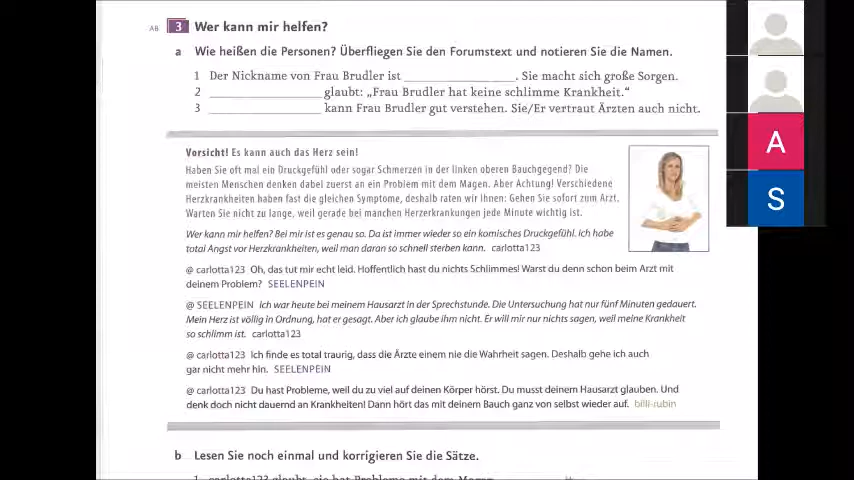 AB 3 Wer kann mir helfen?
a Wie heißen die Personen? Überfliegen Sie den Forumstext und notieren Sie die Namen.
1 Der Nickname von Frau Brudler ist ____________________ . Sie macht sich große Sorgen.
2 ____________________ glaubt: „Frau Brudler hat keine schlimme Krankheit.“
3 ____________________ kann Frau Brudler gut verstehen. Sie/Er vertraut Ärzten auch nicht.
Vorsicht! Es kann auch das Herz sein!
Haben Sie oft mal ein Druckgefühl oder sogar Schmerzen in der linken oberen Bauchgegend? Die
meisten Menschen denken dabei zuerst an ein Problem mit dem Magen. Aber Achtung! Verschiedene
Herzkrankheiten haben fast die gleichen Symptome, deshalb raten wir Ihnen: Gehen Sie sofort zum Arzt.
Warten Sie nicht zu lange, weil gerade bei manchen Herzerkrankungen jede Minute wichtig ist.
Wer kann mir helfen? Bei mir ist es genau so. Da ist immer wieder so ein komisches Druckgefühl. Ich habe
total Angst vor Herzkrankheiten, weil man daran so schnell sterben kann. carlotta123
@ carlotta123 Oh, das tut mir echt leid. Hoffentlich hast du nichts Schlimmes! Warst du denn schon beim Arzt mit
deinem Problem? SEELENPEIN
@ SEELENPEIN Ich war heute bei meinem Hausarzt in der Sprechstunde. Die Untersuchung hat nur fünf Minuten gedauert.
Mein Herz ist völlig in Ordnung, hat er gesagt. Aber ich glaube ihm nicht. Er will mir nur nichts sagen, weil meine Krankheit
so schlimm ist. carlotta123
@ carlotta123 Ich finde es total traurig, dass die Ärzte einem nie die Wahrheit sagen. Deshalb gehe ich auch
gar nicht mehr hin. SEELENPEIN
@ carlotta123 Du hast Probleme, weil du zu viel auf deinen Körper hörst. Du musst deinem Hausarzt glauben. Und
denk doch nicht dauernd an Krankheiten! Dann hört das mit deinem Bauch ganz von selbst wieder auf. billi-rubin
b Lesen Sie noch einmal und korrigieren Sie die Sätze.
1 carlotta123 glaubt, sie hat Probleme mit dem Magen.
A
S